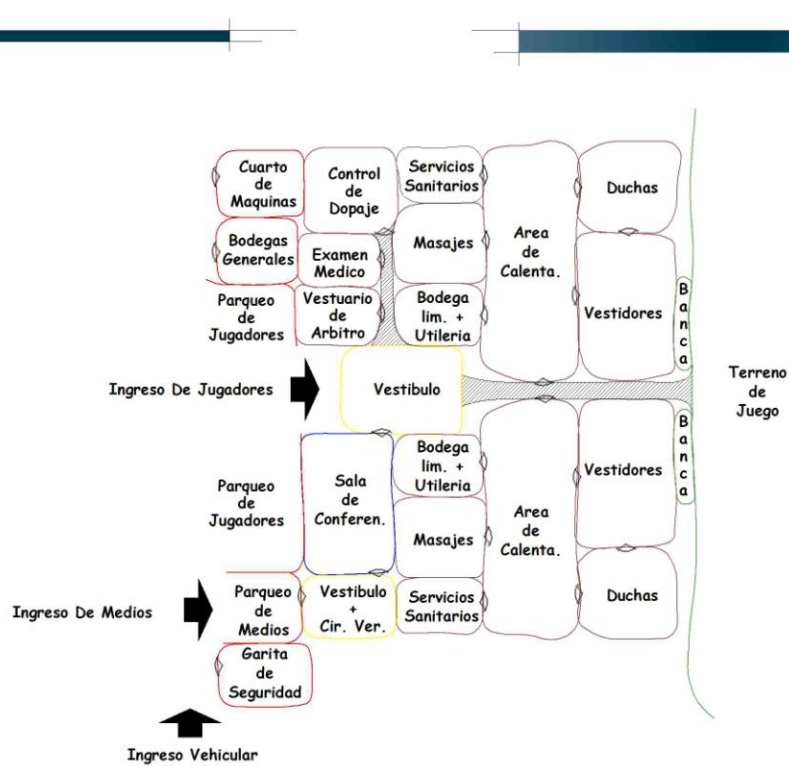 Cuarto
de
Maquinas
Control
de
Dopaje
Servicios
Sanitarios
Duchas
Bodegas
Generales
Examen
Medico
Masajes
Area
de
Calenta.
Parqueo
de
Jugadores
Vestuario
de
Arbitro
Bodega
lim. +
Utileria
Vestidores
B
a
n
c
a
Terreno
de
Juego
Ingreso De Jugadores
Vestibulo
Parqueo
de
Jugadores
Sala
de
Conferen.
Bodega
lim. +
Utileria
Masajes
Area
de
Calenta.
Vestidores
B
a
n
c
a
Ingreso De Medios
Parqueo
de
Medios
Vestibulo
+
Cir. Ver.
Servicios
Sanitarios
Duchas
Garita
de
Seguridad
Ingreso Vehicular